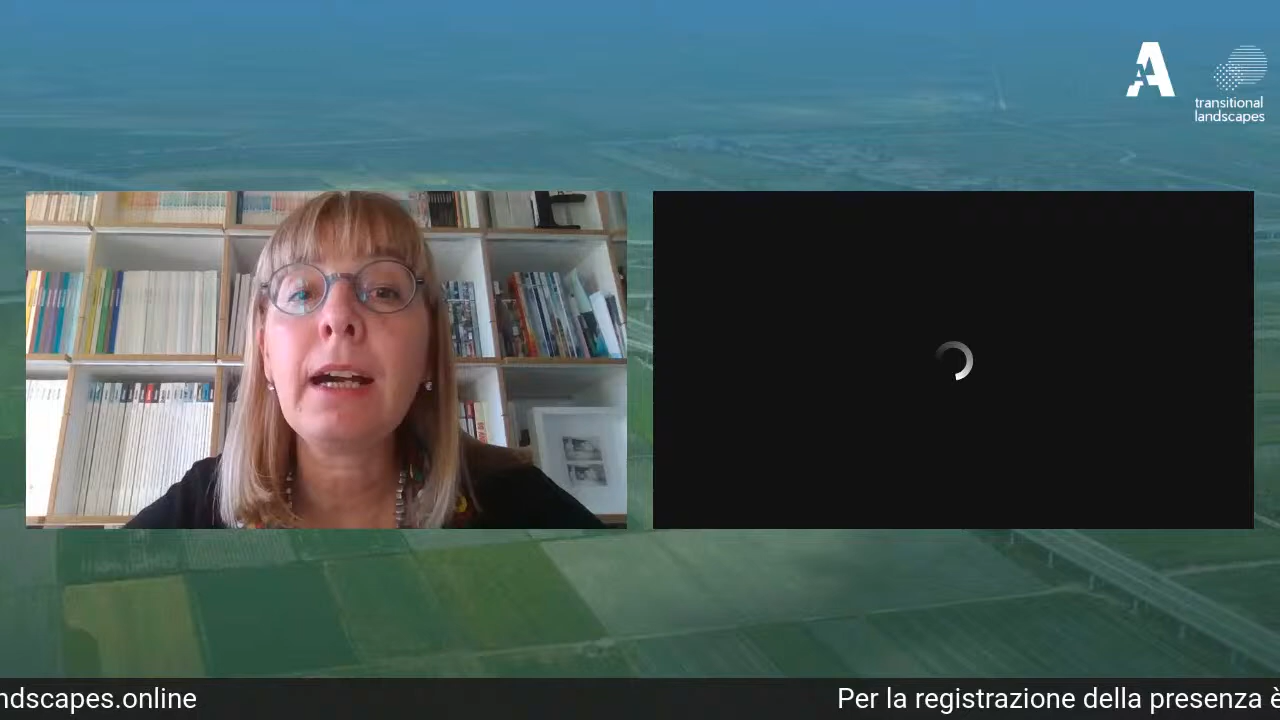 A
transitional
landscapes
ndscapes.online
Per la registrazione della presenza è